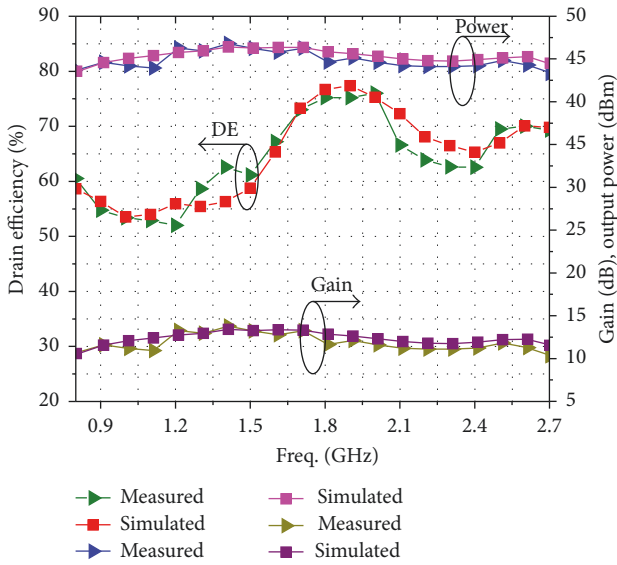 90
80
70
60
50
40
30
20
Drain efficiency (%)
50
45
40
35
30
25
20
15
10
5
Gain (dB), output power (dBm)
Power
DE
Gain
0.9 1.2 1.5 1.8 2.1 2.4 2.7
Freq. (GHz)
Measured Simulated
Simulated Measured
Measured Simulated